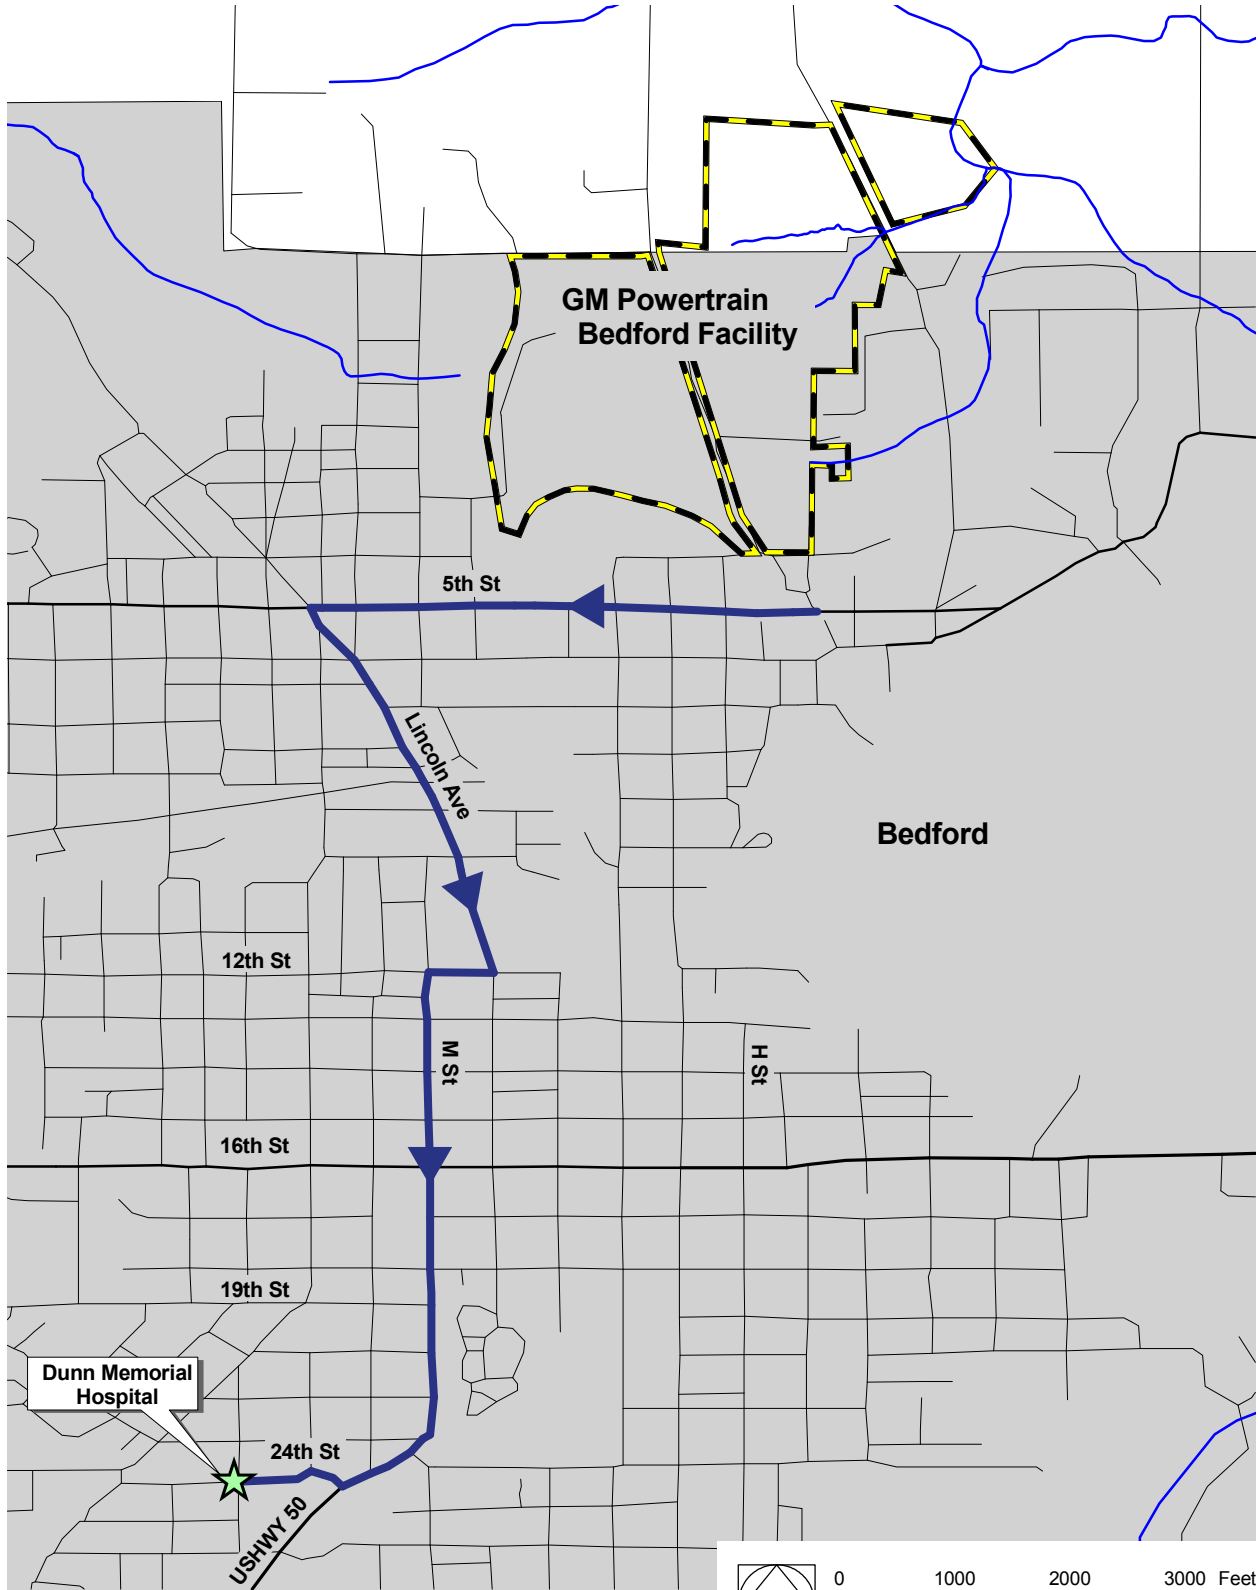 GM Powertrain
Bedford Facility
5th St
Lincoln Ave
Bedford
12th St
M St
H St
16th St
19th St
Dunn Memorial
Hospital
24th St
USHWY 50
0 1000 2000 3000 Feet